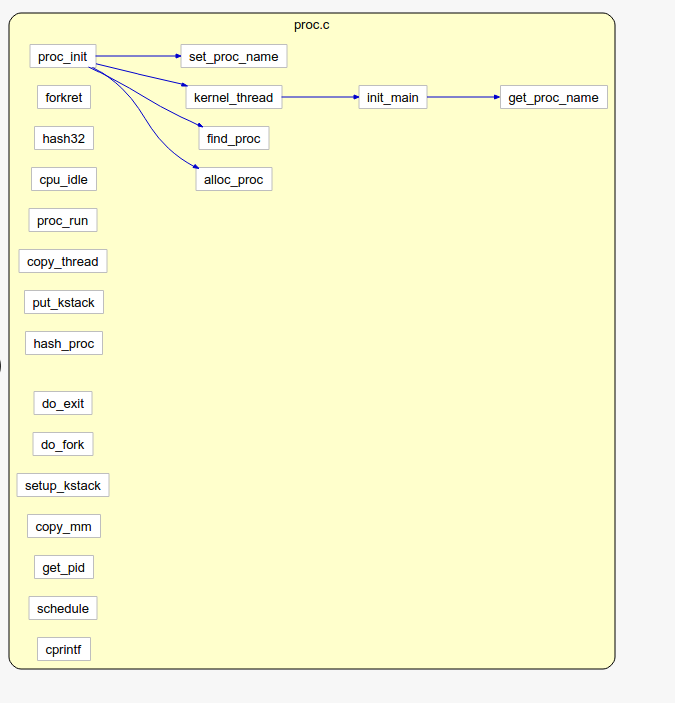 proc.c
proc_init
set_proc_name
forkret
kernel_thread
init_main
get_proc_name
hash32
find_proc
cpu_idle
alloc_proc
proc_run
copy_thread
put_kstack
hash_proc
do_exit
do_fork
setup_kstack
copy_mm
get_pid
schedule
cprintf